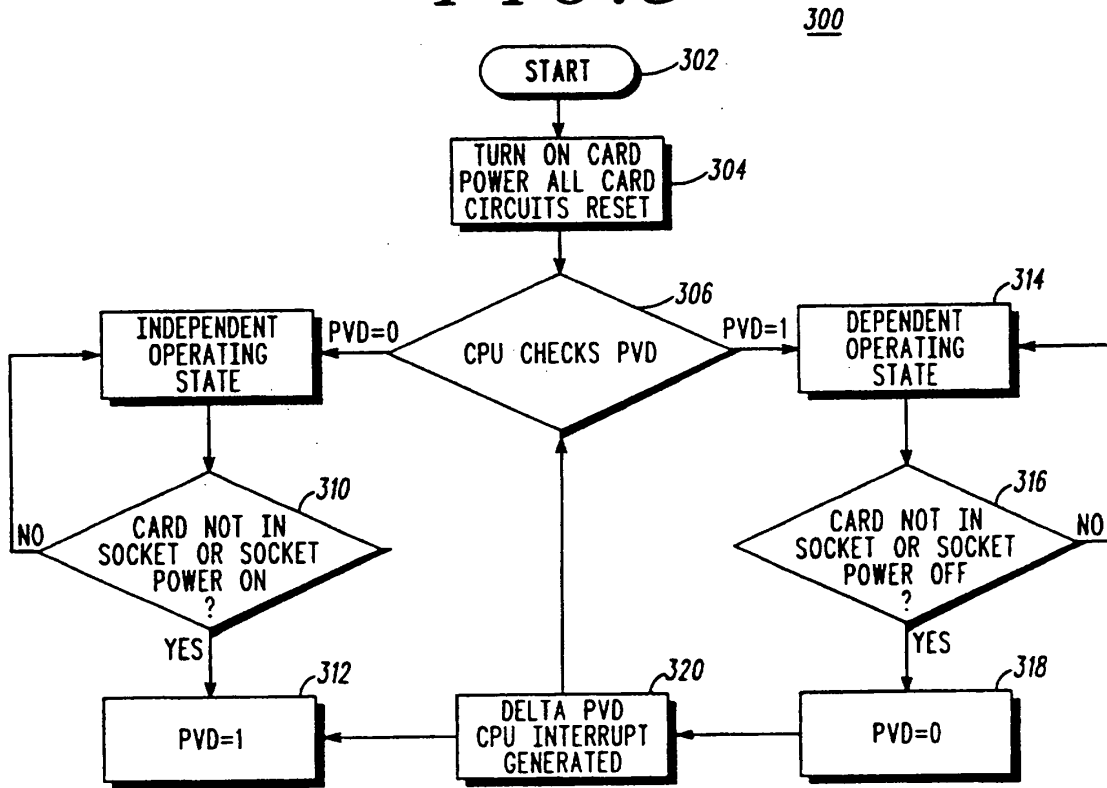 300
START
302
TURN ON CARD
POWER ALL CARD
CIRCUITS RESET
304
306
314
INDEPENDENT
OPERATING
STATE
PVD=0
CPU CHECKS PVD
PVD=1
DEPENDENT
OPERATING
STATE
310
316
NO
CARD NOT IN
SOCKET OR SOCKET
POWER ON
?
CARD NOT IN
SOCKET OR SOCKET
POWER OFF
?
NO
YES
YES
312
320
318
PVD=1
DELTA PVD
CPU INTERRUPT
GENERATED
PVD=0